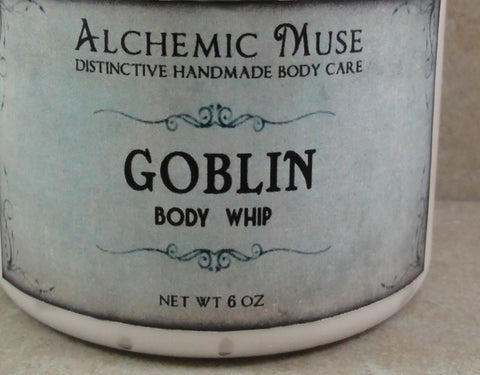 ALCHEMIC MUSE
DISTINCTIVE HANDMADE BODY CARE
GOBLIN
BODY WHIP
NET WT 6 OZ